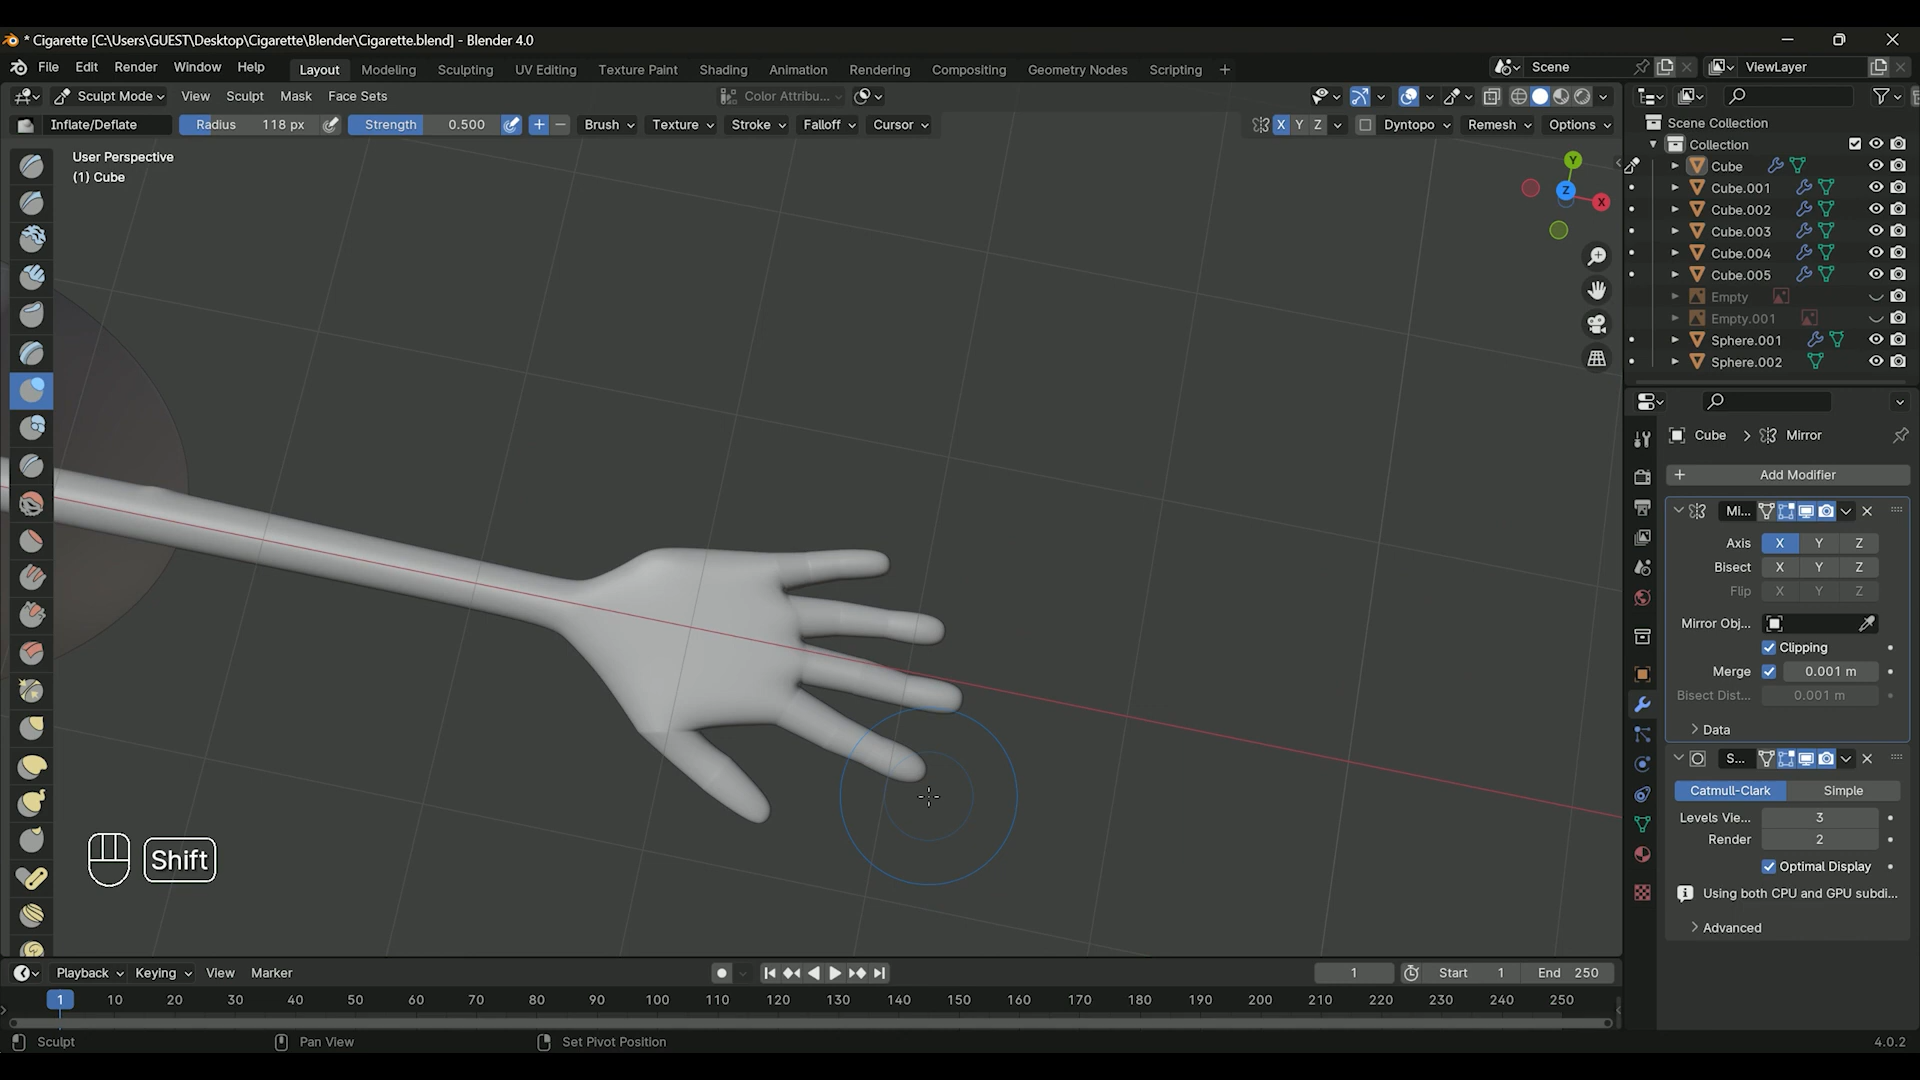 * Cigarette [C:\Users\GUEST\Desktop\Cigarette\Blender\Cigarette.blend] - Blender 4.0
File Edit Render Window Help Layout Modeling Sculpting UV Editing Texture Paint Shading Animation Rendering Compositing Geometry Nodes Scripting + Scene ViewLayer
Sculpt Mode View Sculpt Mask Face Sets Color Attribu...
Inflate/Deflate Radius 118 px Strength 0.500 Brush Texture Stroke Falloff Cursor X Y Z Dyntopo Remesh Options
User Perspective
(1) Cube
Y
Z
X
Shift
Scene Collection
Collection
Cube
Cube.001
Cube.002
Cube.003
Cube.004
Cube.005
Empty
Empty.001
Sphere.001
Sphere.002
Cube > Mirror
+ Add Modifier
Mi...
Axis X Y Z
Bisect X Y Z
Flip X Y Z
Mirror Obj...
Clipping
Merge 0.001 m
Bisect Dist... 0.001 m
Data
S...
Catmull-Clark Simple
Levels Vie... 3
Render 2
Optimal Display
Using both CPU and GPU subdi...
Advanced
Playback Keying View Marker 1 Start 1 End 250
1 10 20 30 40 50 60 70 80 90 100 110 120 130 140 150 160 170 180 190 200 210 220 230 240 250
Sculpt Pan View Set Pivot Position 4.0.2